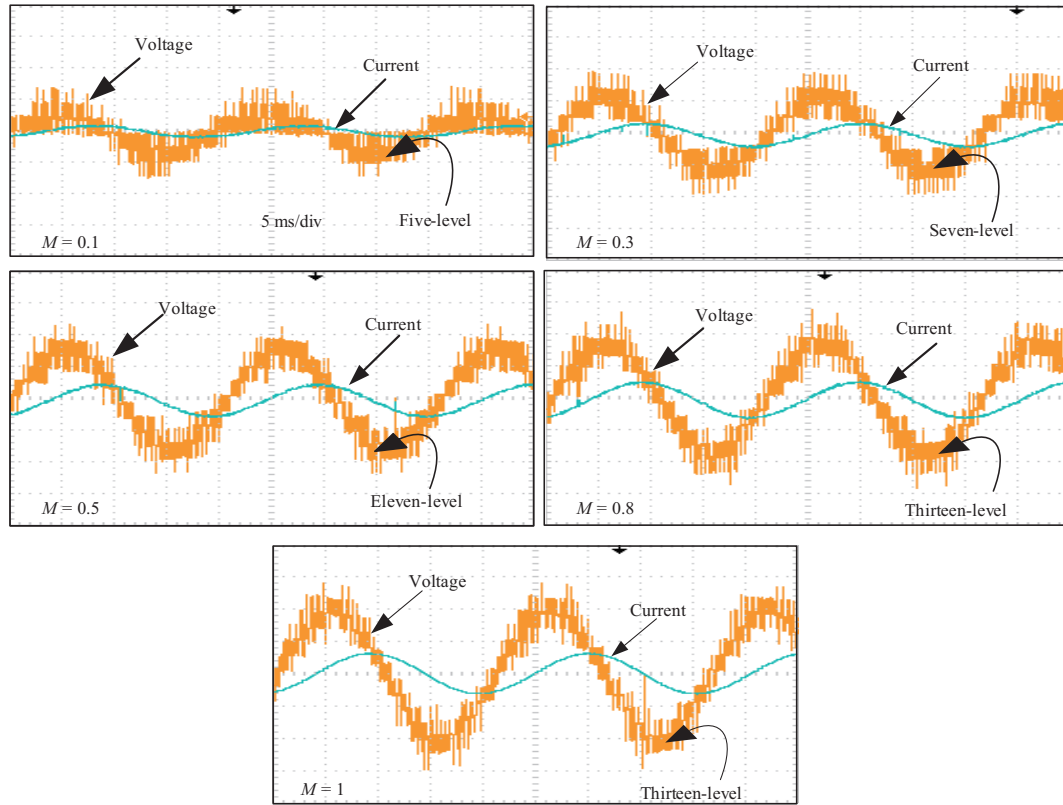 Voltage
Current
5 ms/div
Five-level
M = 0.1
Voltage
Current
Seven-level
M = 0.3
Voltage
Current
Eleven-level
M = 0.5
Voltage
Current
Thirteen-level
M = 0.8
Voltage
Current
M = 1
Thirteen-level